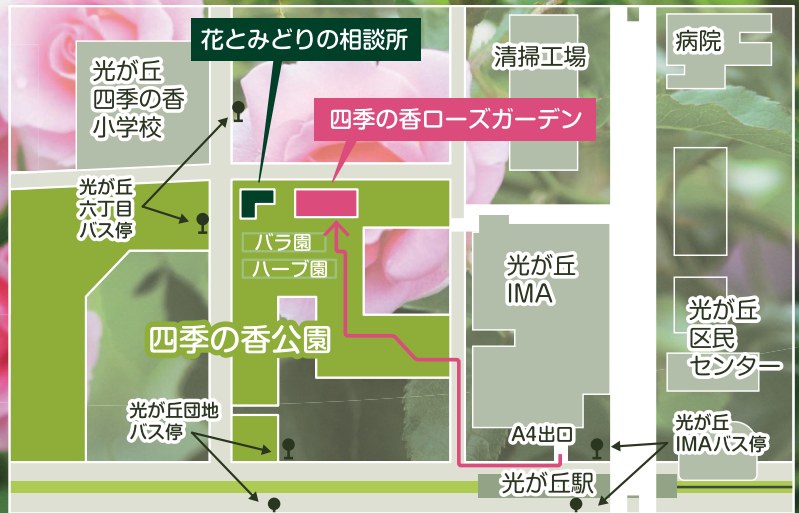 花とみどりの相談所
清掃工場
病院
光が丘
四季の香
小学校
四季の香ローズガーデン
光が丘
六丁目
バス停
バラ園
ハーブ園
光が丘
IMA
四季の香公園
光が丘
区民
センター
光が丘団地
バス停
A4出口
光が丘
IMAバス停
光が丘駅